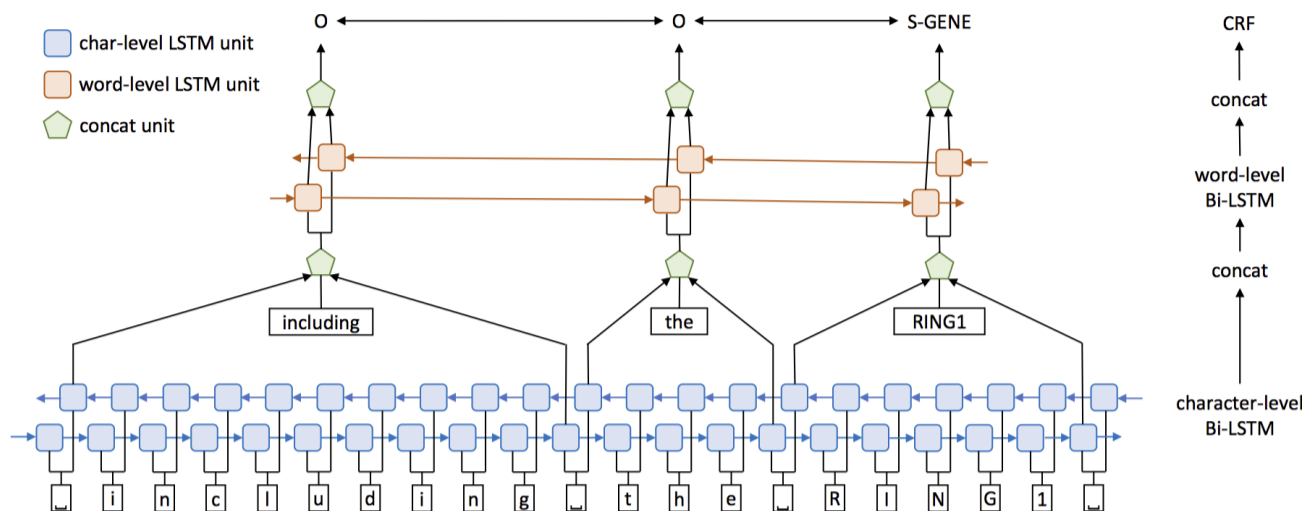 O O S-GENE CRF
char-level LSTM unit
word-level LSTM unit
concat unit
concat
word-level
Bi-LSTM
concat
including the RING1
character-level
Bi-LSTM
␣ i n c l u d i n g ␣ t h e ␣ R I N G 1 ␣